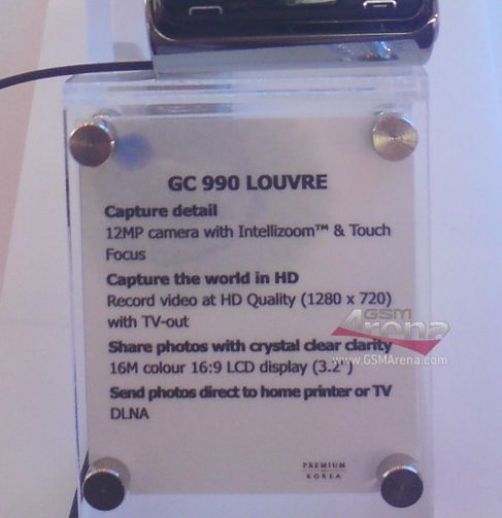 GC 990 LOUVRE
Capture detail
12MP camera with Intellizoom™ & Touch
Focus
Capture the world in HD
Record video at HD Quality (1280 x 720)
with TV-out
Share photos with crystal clear clarity
16M colour 16:9 LCD display (3.2")
Send photos direct to home printer or TV
DLNA
GSM
Arena
www.GSMArena.com
PREMIUM
KOREA